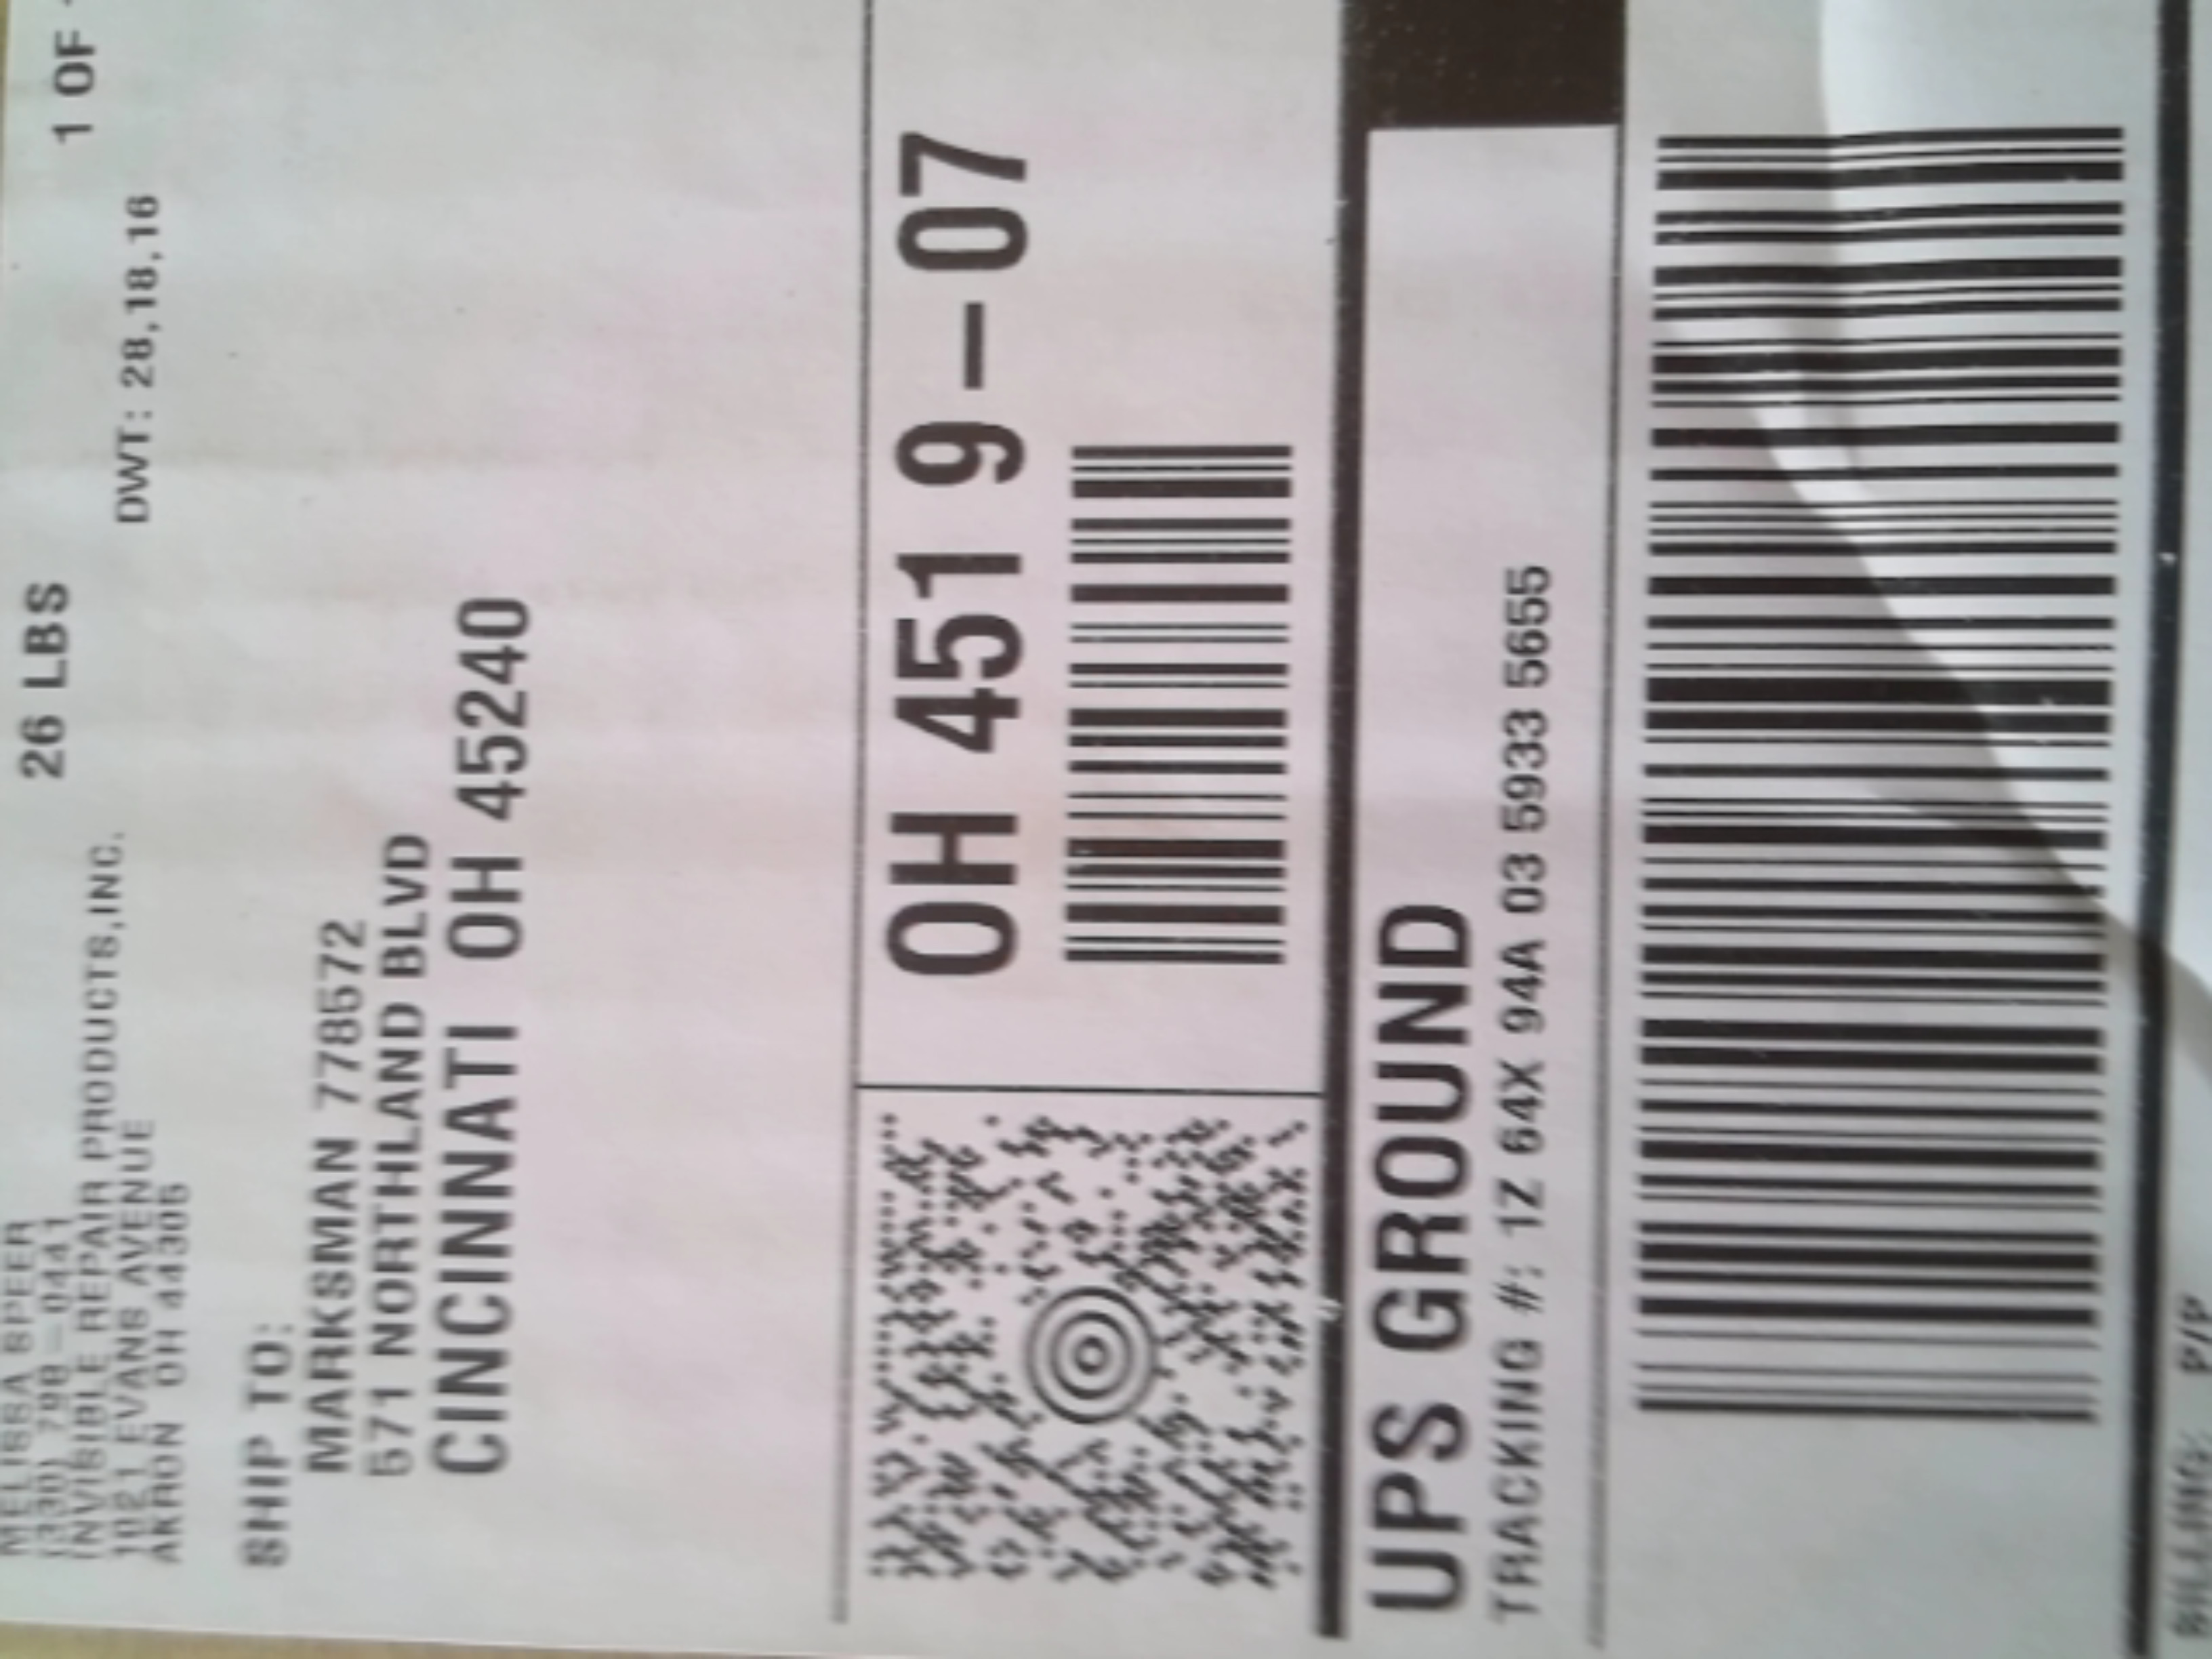 MELISSA SPEER
(330) 798-0441
INVISIBLE REPAIR PRODUCTS,INC.
1021 EVANS AVENUE
AKRON OH 44305
26 LBS
1 OF
DWT: 28,18,16
SHIP TO:
MARKSMAN 778572
571 NORTHLAND BLVD
CINCINNATI OH 45240
OH 451 9-07
UPS GROUND
TRACKING #: 1Z 64X 94A 03 5933 5655
BILLING: P/P